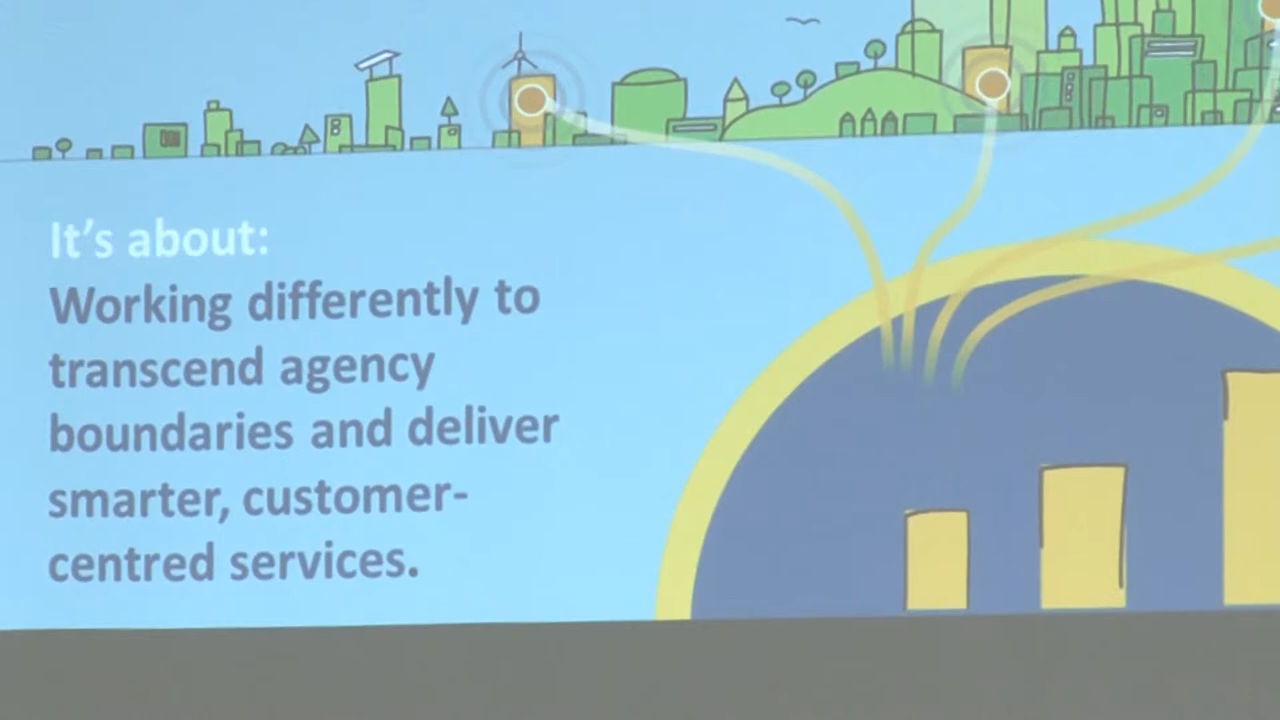 It's about:
Working differently to
transcend agency
boundaries and deliver
smarter, customer-
centred services.